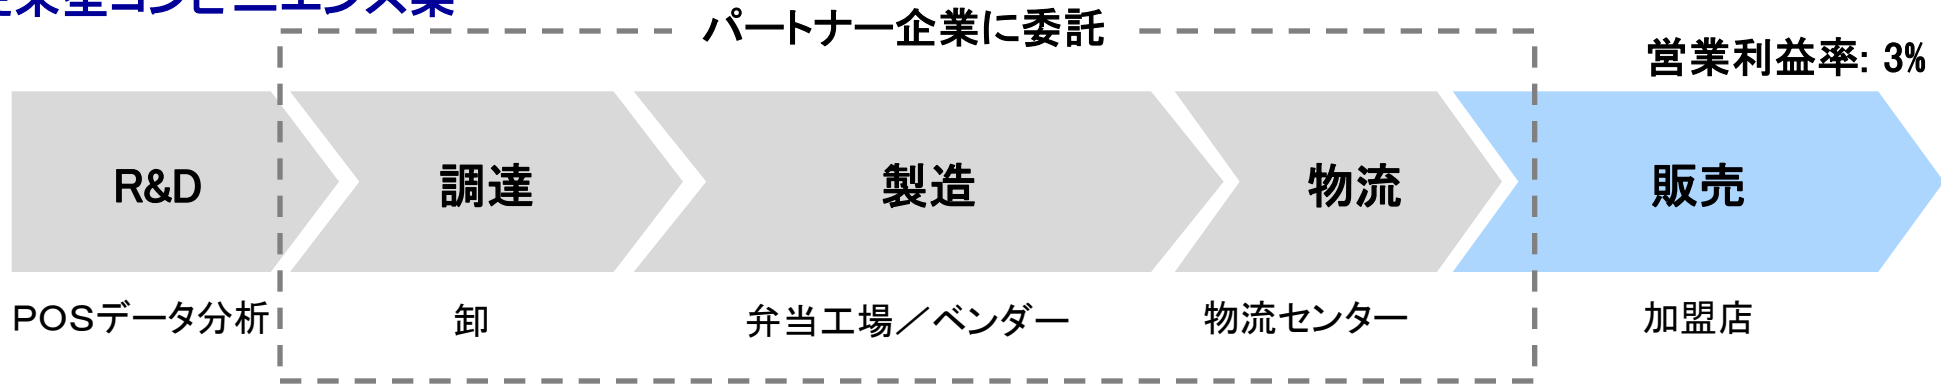 パートナー企業に委託
営業利益率: 3%
R&D
調達
製造
物流
販売
POSデータ分析
卸
弁当工場／ベンダー
物流センター
加盟店